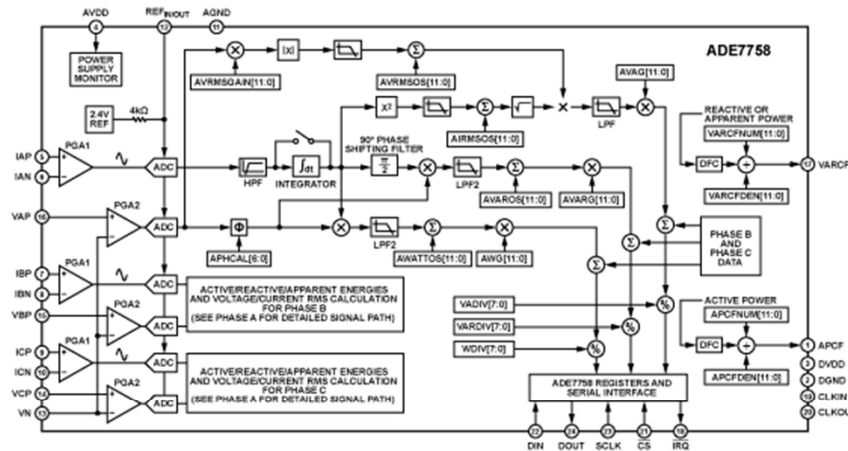 AVDD
REFIN/OUT
AGND
4
12
11
ADE7758
POWER
SUPPLY
MONITOR
|X|
AVRMSGAIN[11:0]
AVRMSOS[11:0]
AVAG[11:0]
2.4V
REF
4kΩ
X²
√
LPF
AIRMSOS[11:0]
REACTIVE OR
APPARENT POWER
VARCFNUM[11:0]
DFC
÷
17
VARCF
VARCFDEN[11:0]
IAP
5
IAN
6
PGA1
ADC
HPF
∫dt
INTEGRATOR
90° PHASE
SHIFTING FILTER
π/2
LPF2
Σ
AVAROS[11:0]
AVARG[11:0]
VAP
16
PGA2
ADC
Φ
APHCAL[6:0]
LPF2
Σ
AWATTOS[11:0]
AWG[11:0]
Σ
Σ
Σ
PHASE B
AND
PHASE C
DATA
IBP
7
IBN
8
PGA1
ADC
VBP
15
PGA2
ADC
ACTIVE/REACTIVE/APPARENT ENERGIES
AND VOLTAGE/CURRENT RMS CALCULATION
FOR PHASE B
(SEE PHASE A FOR DETAILED SIGNAL PATH)
VADIV[7:0]
%
VARDIV[7:0]
%
WDIV[7:0]
%
ACTIVE POWER
APCFNUM[11:0]
DFC
÷
1
APCF
APCFDEN[11:0]
ICP
9
ICN
10
PGA1
ADC
VCP
14
PGA2
ADC
VN
13
ACTIVE/REACTIVE/APPARENT ENERGIES
AND VOLTAGE/CURRENT RMS CALCULATION
FOR PHASE C
(SEE PHASE A FOR DETAILED SIGNAL PATH)
ADE7758 REGISTERS AND
SERIAL INTERFACE
3
DVDD
2
DGND
19
CLKIN
20
CLKOU
22
24
23
21
18
DIN
DOUT
SCLK
CS
IRQ